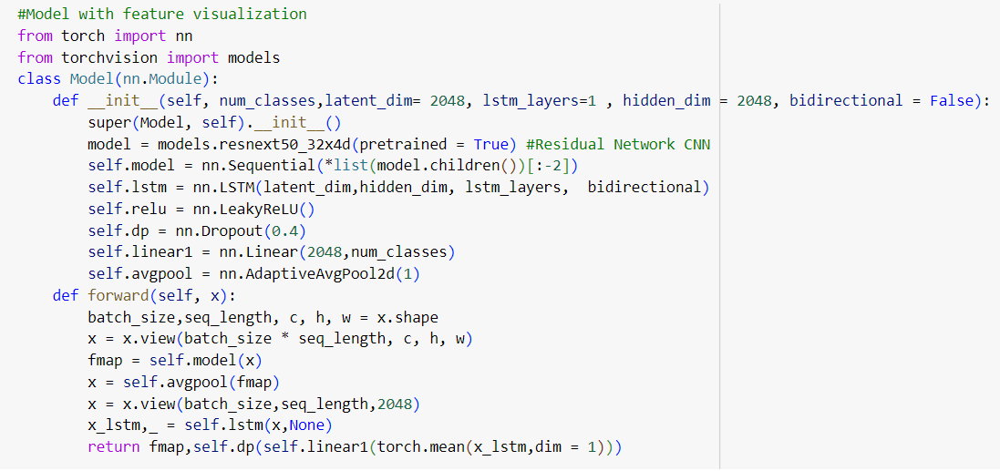 #Model with feature visualization
from torch import nn
from torchvision import models
class Model(nn.Module):
    def __init__(self, num_classes,latent_dim= 2048, lstm_layers=1 , hidden_dim = 2048, bidirectional = False):
        super(Model, self).__init__()
        model = models.resnext50_32x4d(pretrained = True) #Residual Network CNN
        self.model = nn.Sequential(*list(model.children())[:-2])
        self.lstm = nn.LSTM(latent_dim,hidden_dim, lstm_layers,  bidirectional)
        self.relu = nn.LeakyReLU()
        self.dp = nn.Dropout(0.4)
        self.linear1 = nn.Linear(2048,num_classes)
        self.avgpool = nn.AdaptiveAvgPool2d(1)
    def forward(self, x):
        batch_size,seq_length, c, h, w = x.shape
        x = x.view(batch_size * seq_length, c, h, w)
        fmap = self.model(x)
        x = self.avgpool(fmap)
        x = x.view(batch_size,seq_length,2048)
        x_lstm,_ = self.lstm(x,None)
        return fmap,self.dp(self.linear1(torch.mean(x_lstm,dim = 1)))